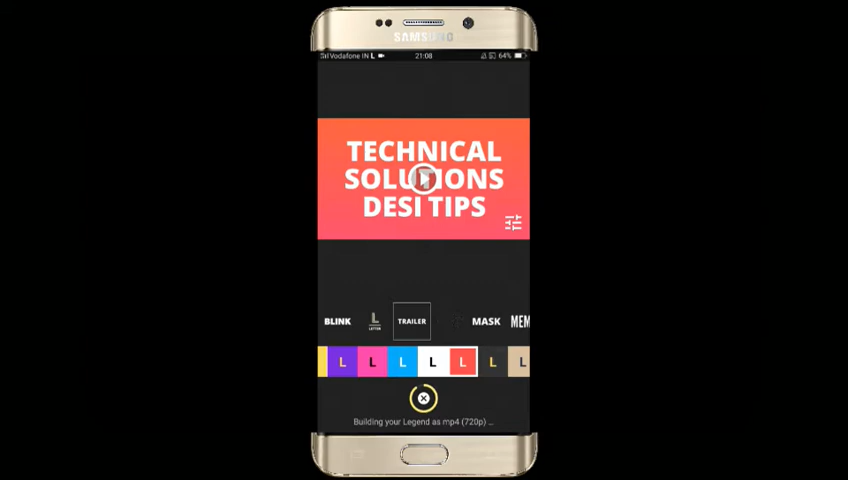 SAMSUNG
Vodafone IN L 21:08 64%
TECHNICAL
SOLUTIONS
DESI TIPS
BLINK L LETTER TRAILER MASK MEM
L L L L L L L
Building your Legend as mp4 (720p) ...